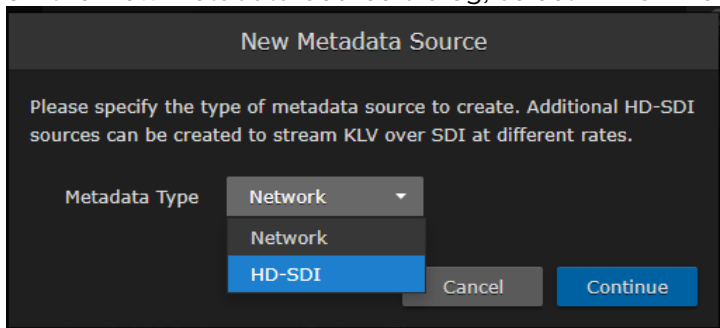 New Metadata Source
Please specify the type of metadata source to create. Additional HD-SDI
sources can be created to stream KLV over SDI at different rates.
Metadata Type Network
Network
HD-SDI
Cancel Continue